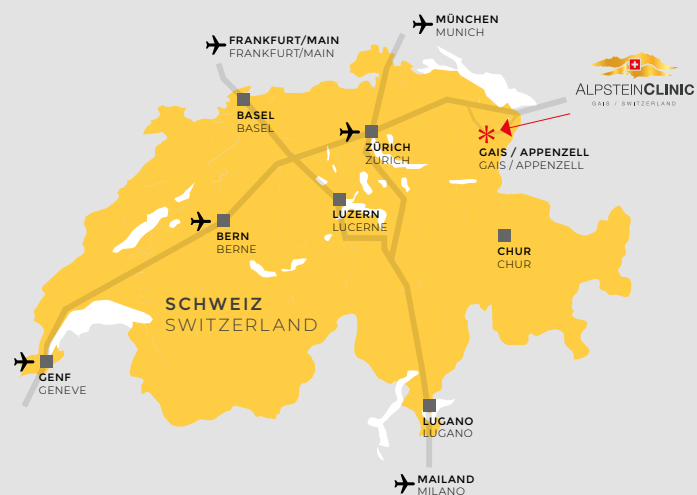 MÜNCHEN
MUNICH
FRANKFURT/MAIN
FRANKFURT/MAIN
ALPSTEINCLINIC
GAIS / SWITZERLAND
BASEL
BASEL
ZÜRICH
ZURICH
GAIS / APPENZELL
GAIS / APPENZELL
LUZERN
LUCERNE
BERN
BERNE
CHUR
CHUR
SCHWEIZ
SWITZERLAND
GENF
GENEVE
LUGANO
LUGANO
MAILAND
MILANO